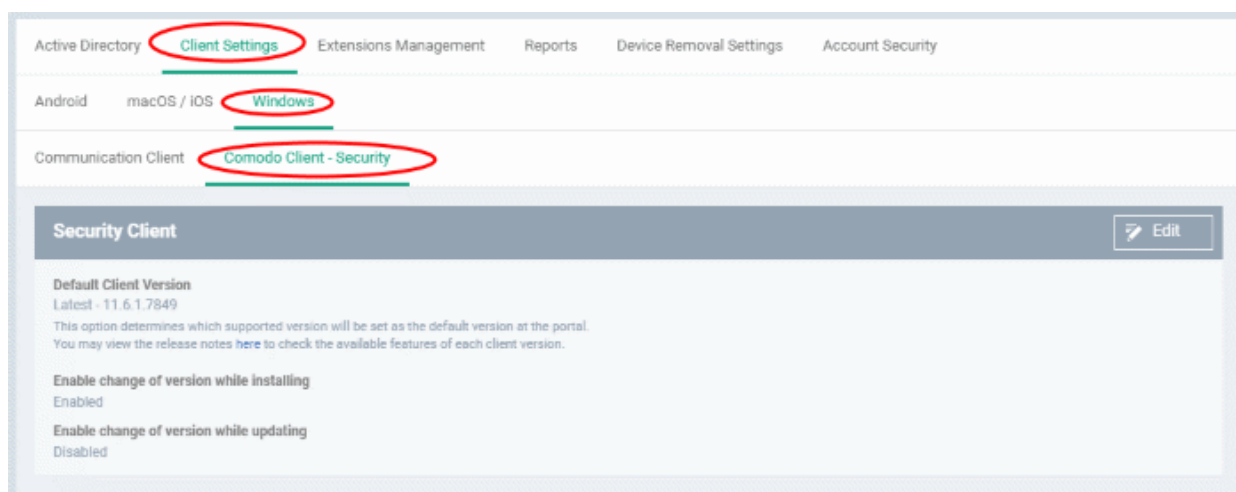 Active Directory Client Settings Extensions Management Reports Device Removal Settings Account Security
Android macOS / iOS Windows
Communication Client Comodo Client - Security
Security Client Edit
Default Client Version
Latest - 11.6.1.7849
This option determines which supported version will be set as the default version at the portal.
You may view the release notes here to check the available features of each client version.
Enable change of version while installing
Enabled
Enable change of version while updating
Disabled